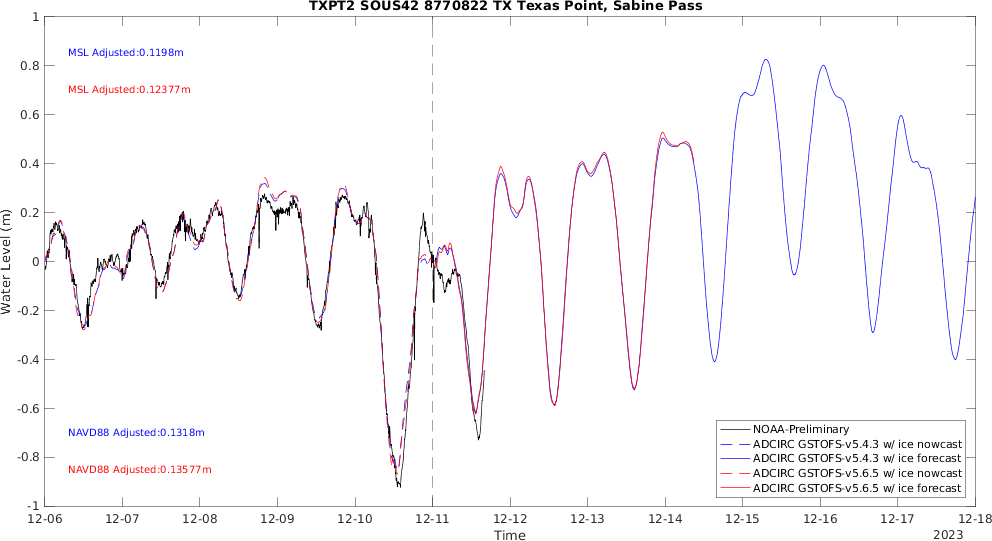 TXPT2 SOUS42 8770822 TX Texas Point, Sabine Pass
1
0.8
0.6
0.4
0.2
0
-0.2
-0.4
-0.6
-0.8
-1
Water Level (m)
MSL Adjusted:0.1198m
MSL Adjusted:0.12377m
NAVD88 Adjusted:0.1318m
NAVD88 Adjusted:0.13577m
NOAA-Preliminary
ADCIRC GSTOFS-v5.4.3 w/ ice nowcast
ADCIRC GSTOFS-v5.4.3 w/ ice forecast
ADCIRC GSTOFS-v5.6.5 w/ ice nowcast
ADCIRC GSTOFS-v5.6.5 w/ ice forecast
12-06 12-07 12-08 12-09 12-10 12-11 12-12 12-13 12-14 12-15 12-16 12-17 12-18
Time
2023